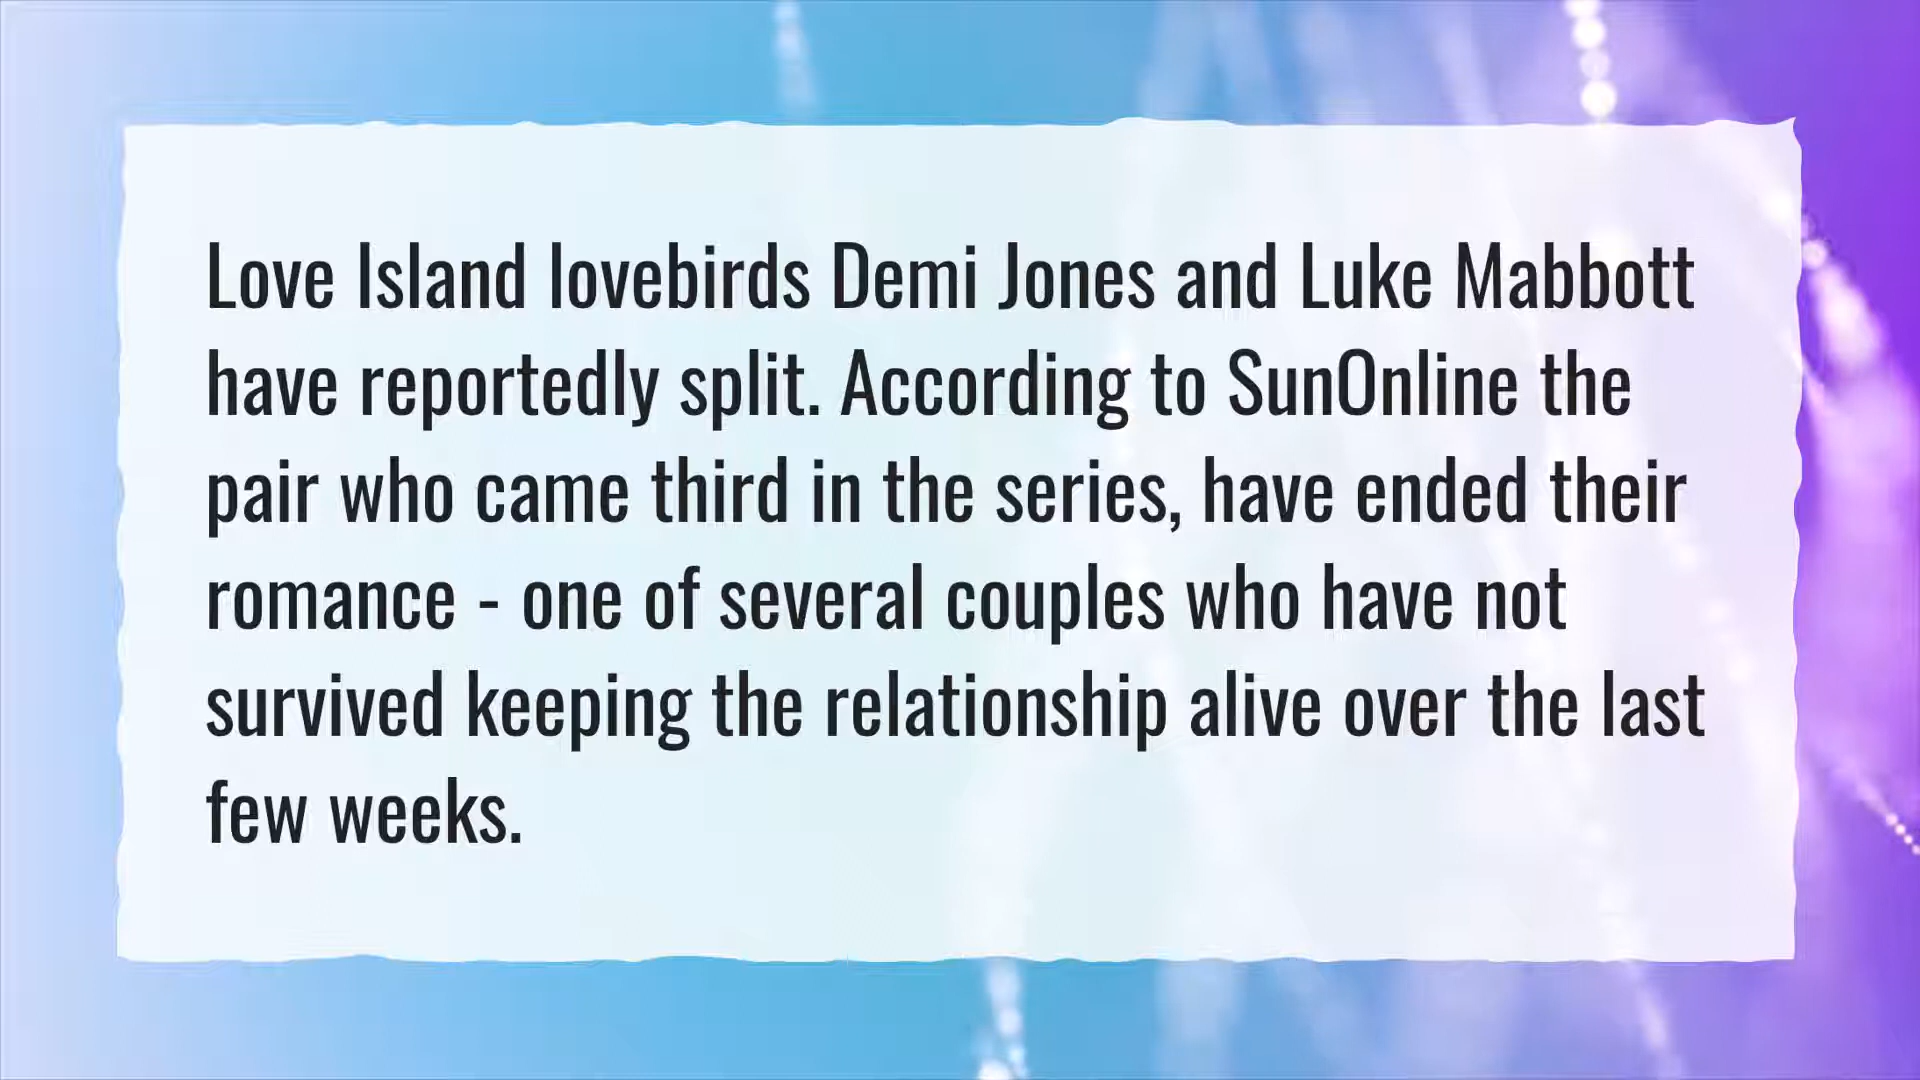 Love Island lovebirds Demi Jones and Luke Mabbott
have reportedly split. According to SunOnline the
pair who came third in the series, have ended their
romance - one of several couples who have not
survived keeping the relationship alive over the last
few weeks.